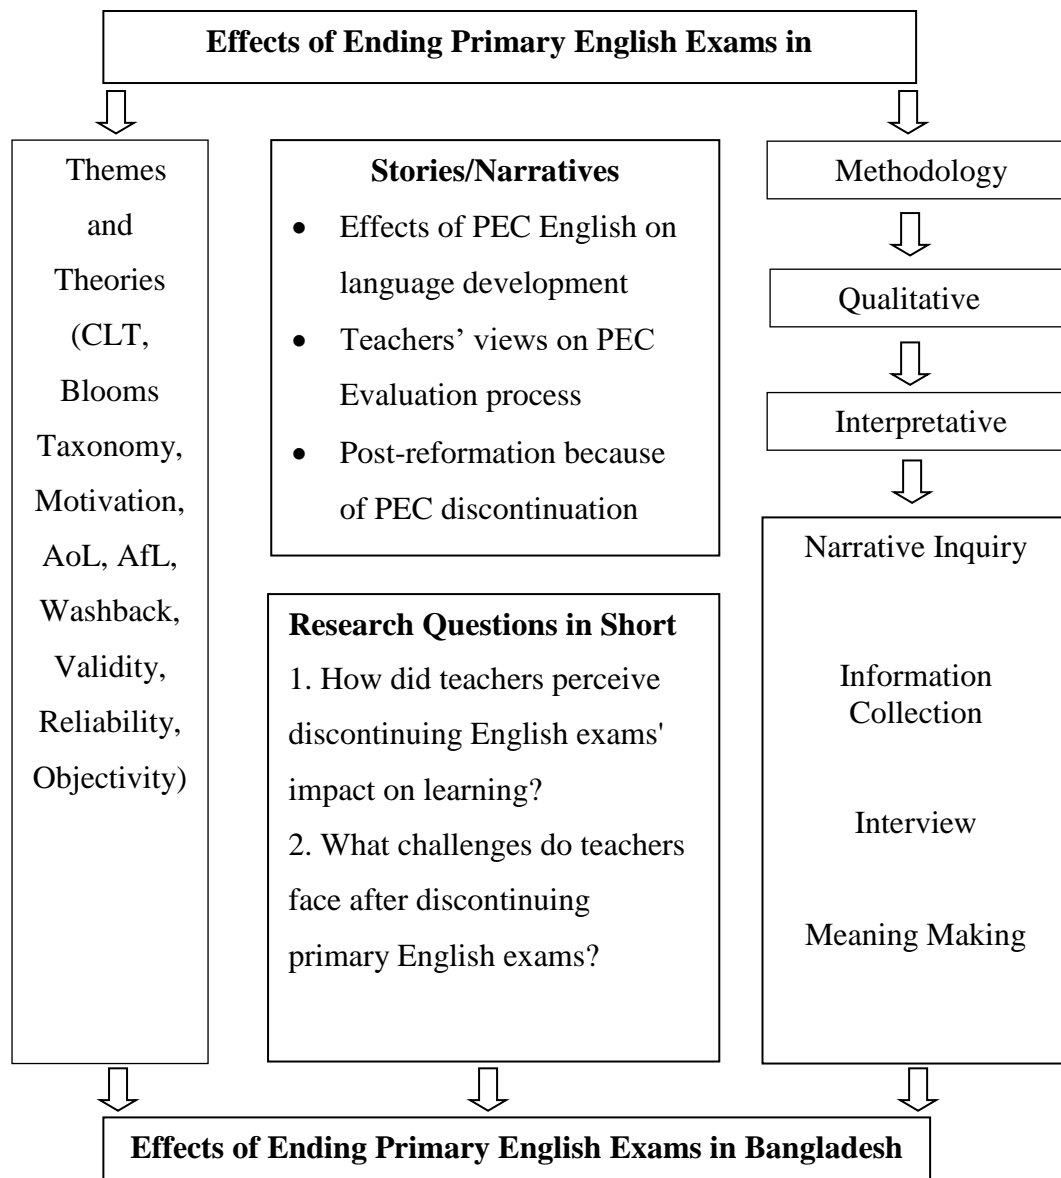 Effects of Ending Primary English Exams in
Themes
and
Theories
(CLT,
Blooms
Taxonomy,
Motivation,
AoL, AfL,
Washback,
Validity,
Reliability,
Objectivity)
Stories/Narratives
• Effects of PEC English on
language development
• Teachers’ views on PEC
Evaluation process
• Post-reformation because
of PEC discontinuation
Research Questions in Short
1. How did teachers perceive
discontinuing English exams'
impact on learning?
2. What challenges do teachers
face after discontinuing
primary English exams?
Methodology
Qualitative
Interpretative
Narrative Inquiry
Information
Collection
Interview
Meaning Making
Effects of Ending Primary English Exams in Bangladesh